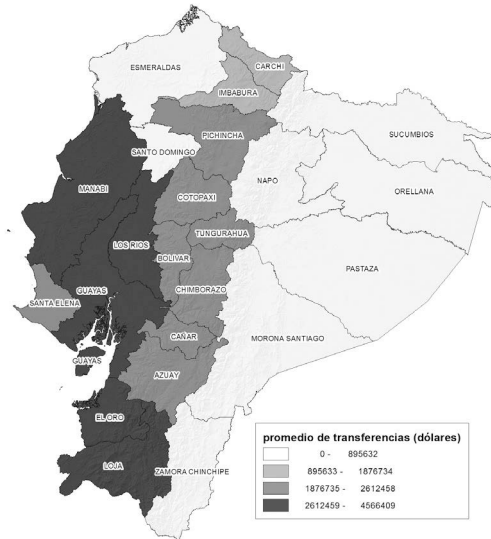 ESMERALDAS
CARCHI
IMBABURA
PICHINCHA
SANTO DOMINGO
SUCUMBIOS
NAPO
MANABI
COTOPAXI
ORELLANA
LOS RIOS
TUNGURAHUA
BOLIVAR
PASTAZA
CHIMBORAZO
GUAYAS
SANTA ELENA
CAÑAR
MORONA SANTIAGO
GUAYAS
AZUAY
EL ORO
LOJA
ZAMORA CHINCHIPE
promedio de transferencias (dólares)
0 - 895632
895633 - 1876734
1876735 - 2612458
2612459 - 4566409